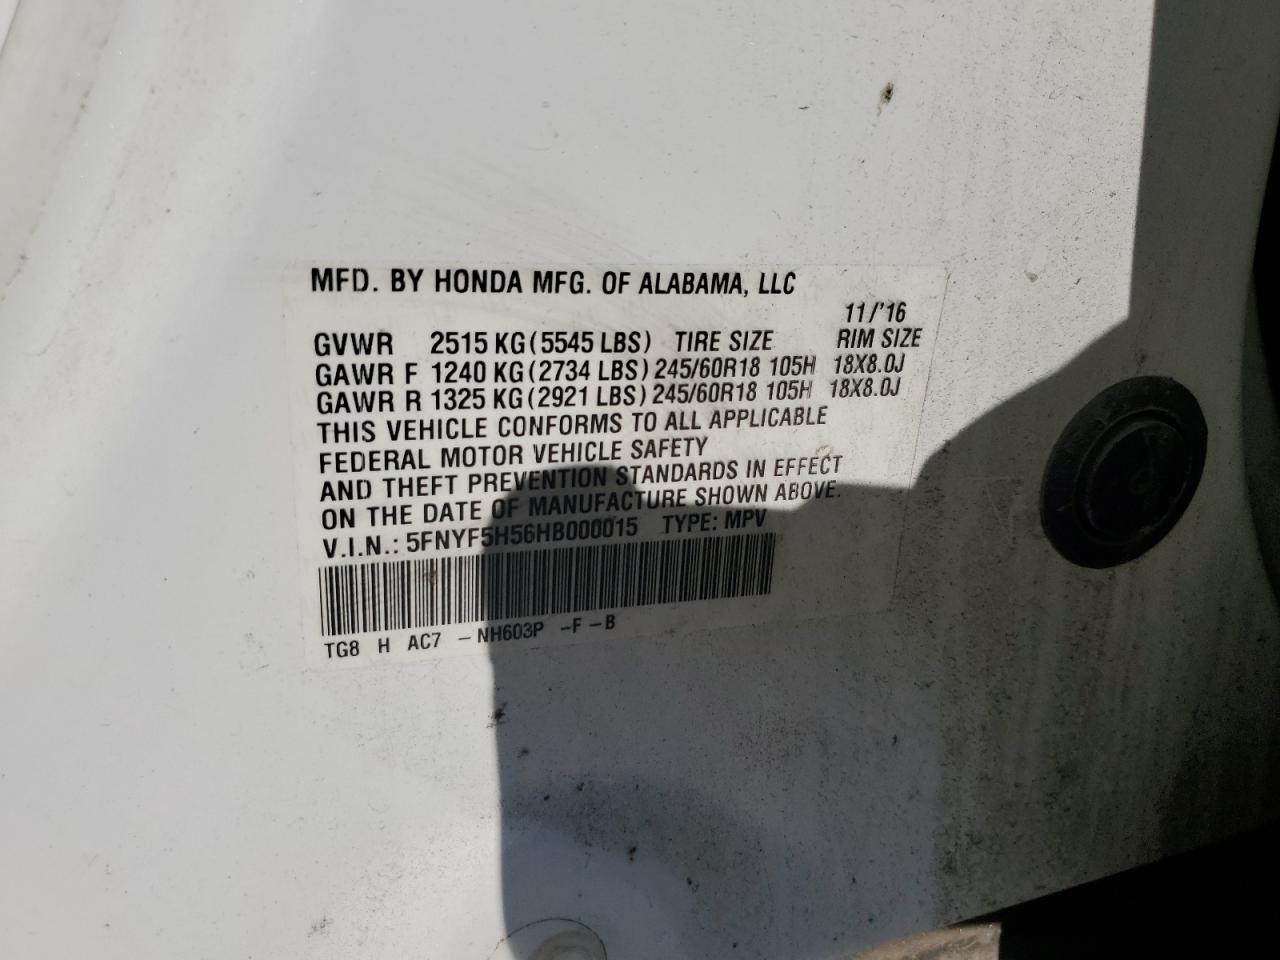 MFD. BY HONDA MFG. OF ALABAMA, LLC
11/'16
GVWR 2515 KG (5545 LBS) TIRE SIZE RIM SIZE
GAWR F 1240 KG (2734 LBS) 245/60R18 105H 18X8.0J
GAWR R 1325 KG (2921 LBS) 245/60R18 105H 18X8.0J
THIS VEHICLE CONFORMS TO ALL APPLICABLE
FEDERAL MOTOR VEHICLE SAFETY
AND THEFT PREVENTION STANDARDS IN EFFECT
ON THE DATE OF MANUFACTURE SHOWN ABOVE.
V.I.N.: 5FNYF5H56HB000015 TYPE: MPV
TG8 H AC7 -NH603P -F-B